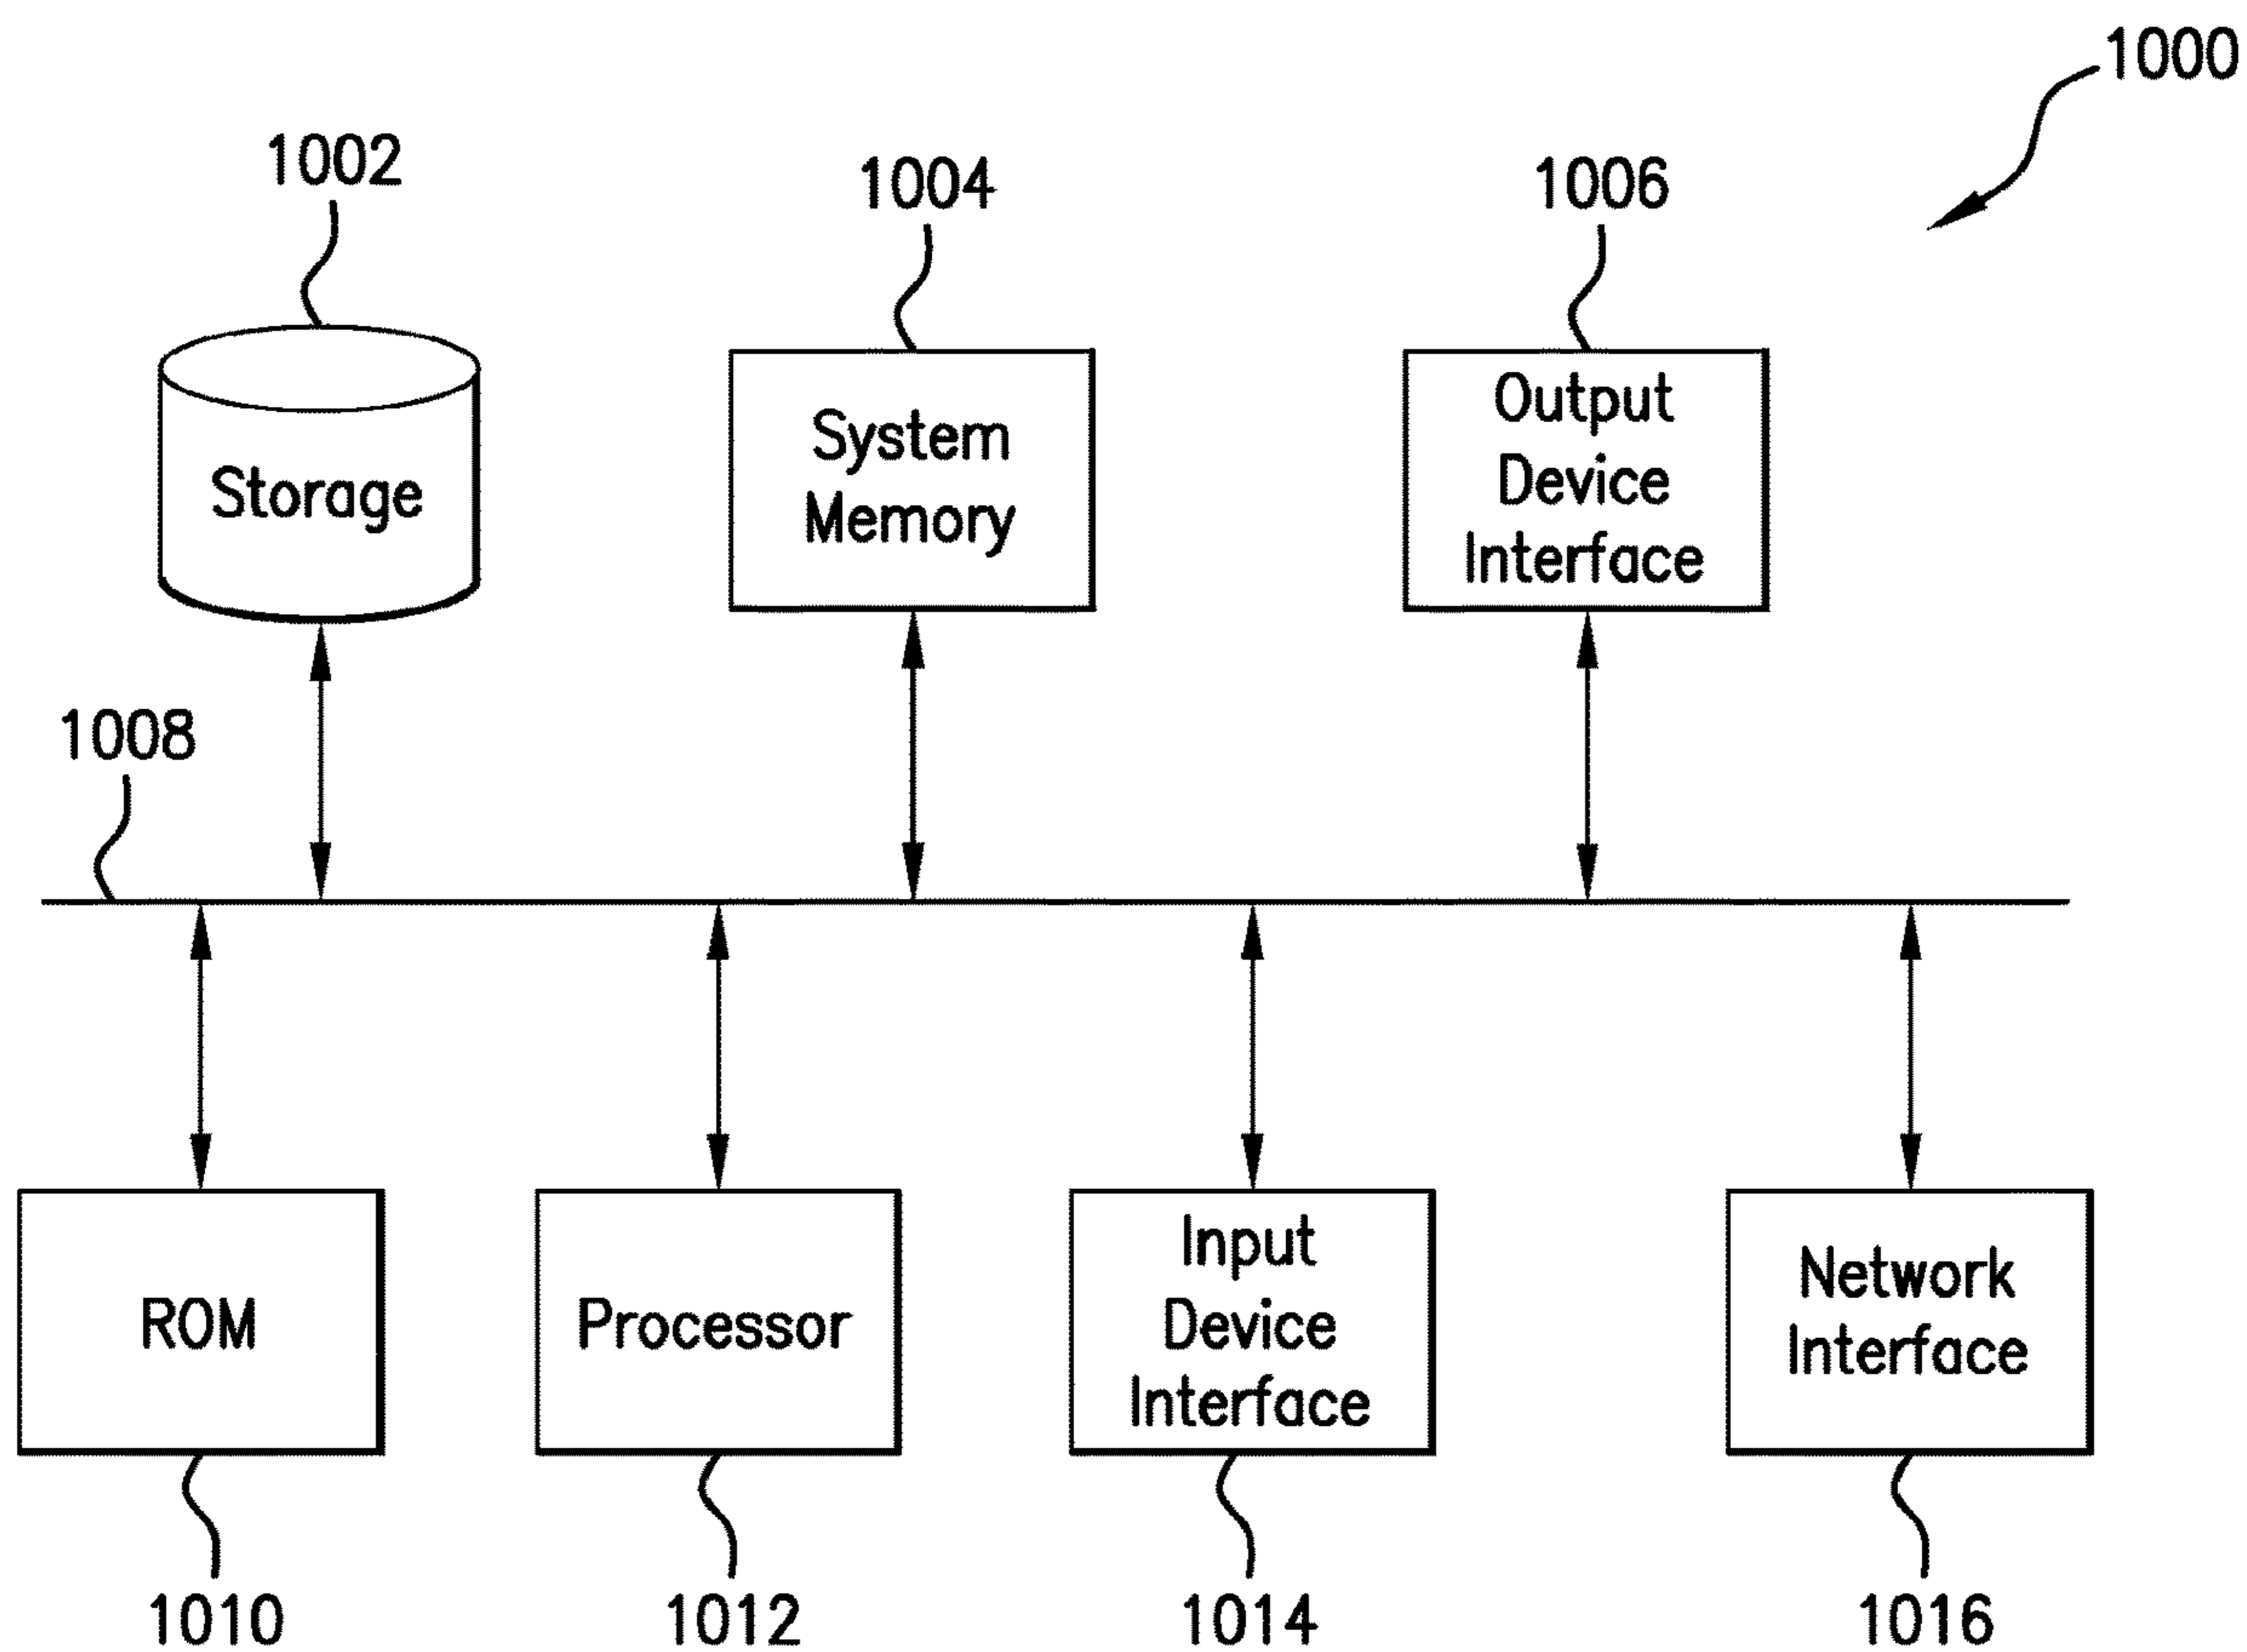 1000
1002
1004
1006
Storage
System
Memory
Output
Device
Interface
1008
ROM
Processor
Input
Device
Interface
Network
Interface
1010
1012
1014
1016